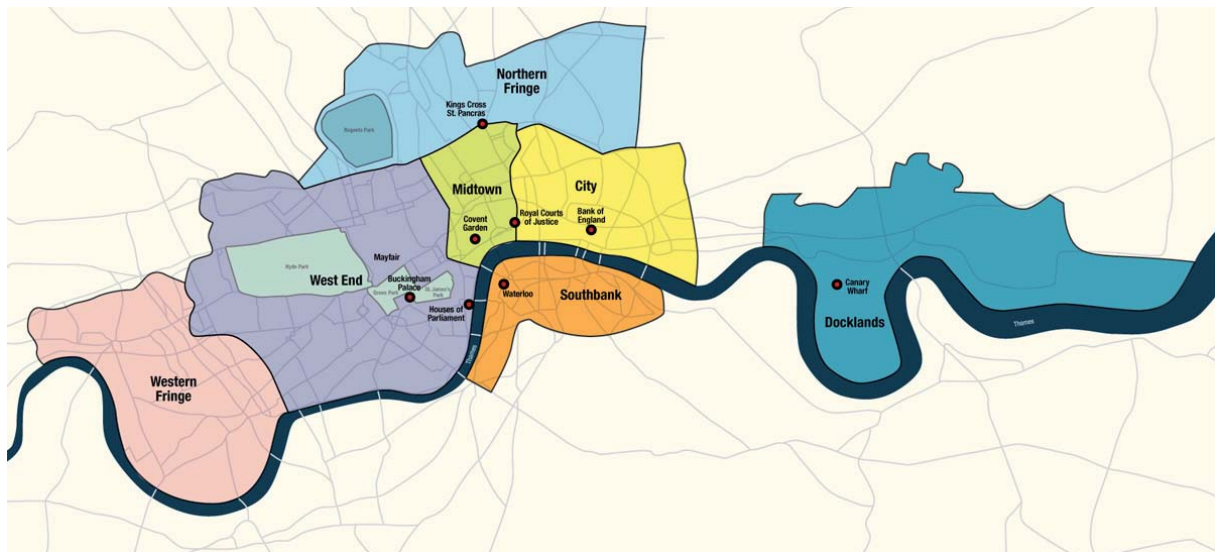 Northern
Fringe
Kings Cross
St. Pancras
Regents Park
Midtown
City
Covent
Garden
Royal Courts
of Justice
Bank of
England
Hyde Park
Mayfair
West End
Buckingham
Palace
Green Park
St. James's
Park
Houses of
Parliament
Waterloo
Southbank
Canary
Wharf
Docklands
Thames
Thames
Western
Fringe